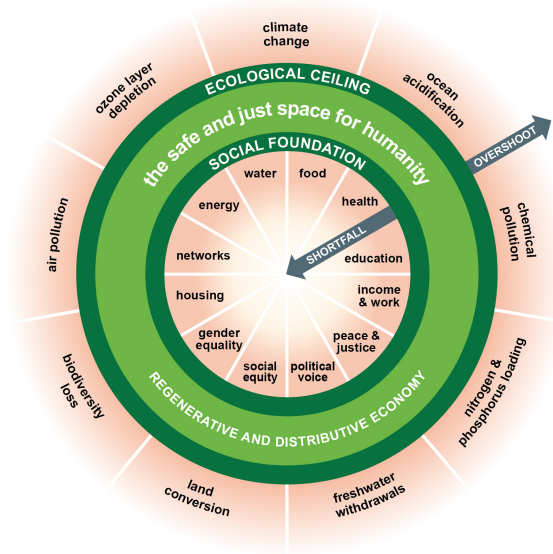 climate
change
ozone layer
depletion
ocean
acidification
ECOLOGICAL CEILING
the safe and just space for humanity
OVERSHOOT
SOCIAL FOUNDATION
water
food
energy
health
SHORTFALL
air pollution
chemical
pollution
networks
education
housing
income
& work
gender
equality
peace &
justice
social
equity
political
voice
biodiversity
loss
REGENERATIVE AND DISTRIBUTIVE ECONOMY
nitrogen &
phosphorus loading
land
conversion
freshwater
withdrawals